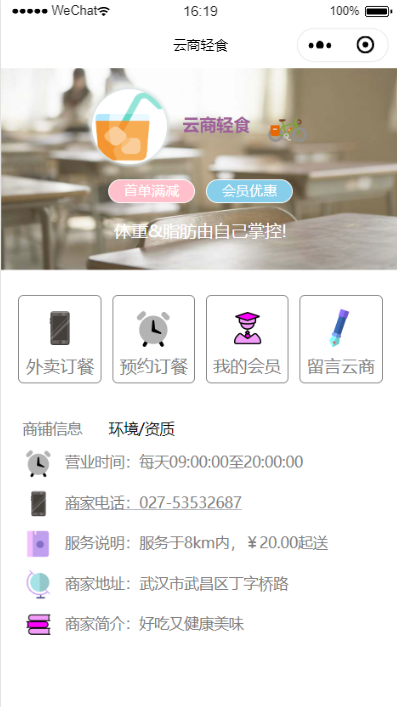 WeChat 16:19 100%
云商轻食
云商轻食
首单满减 会员优惠
体重&脂肪由自己掌控!
外卖订餐 预约订餐 我的会员 留言云商
商铺信息 环境/资质
营业时间：每天09:00:00至20:00:00
商家电话：027-53532687
服务说明：服务于8km内，￥20.00起送
商家地址：武汉市武昌区丁字桥路
商家简介：好吃又健康美味